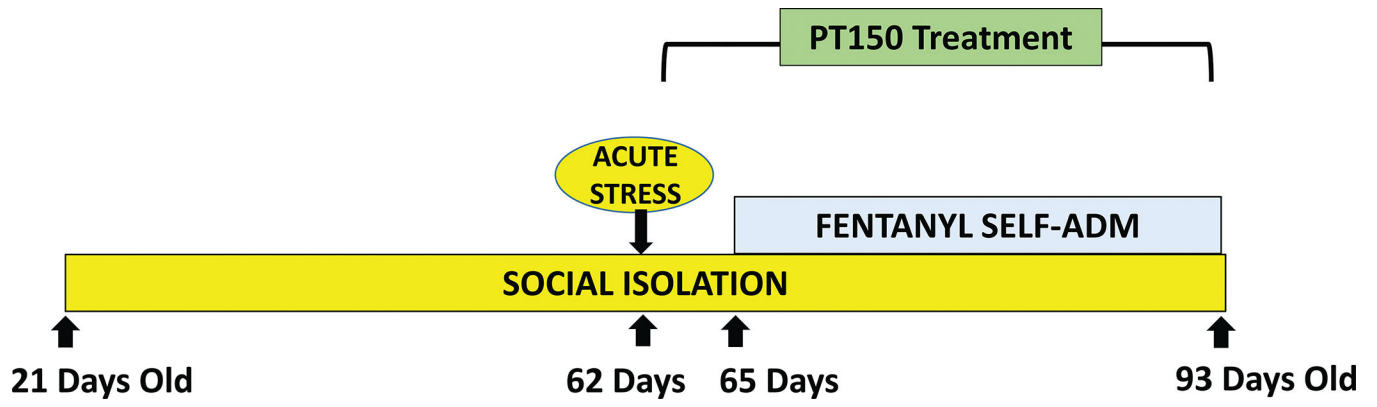 PT150 Treatment
ACUTE
STRESS
FENTANYL SELF-ADM
SOCIAL ISOLATION
21 Days Old
62 Days
65 Days
93 Days Old